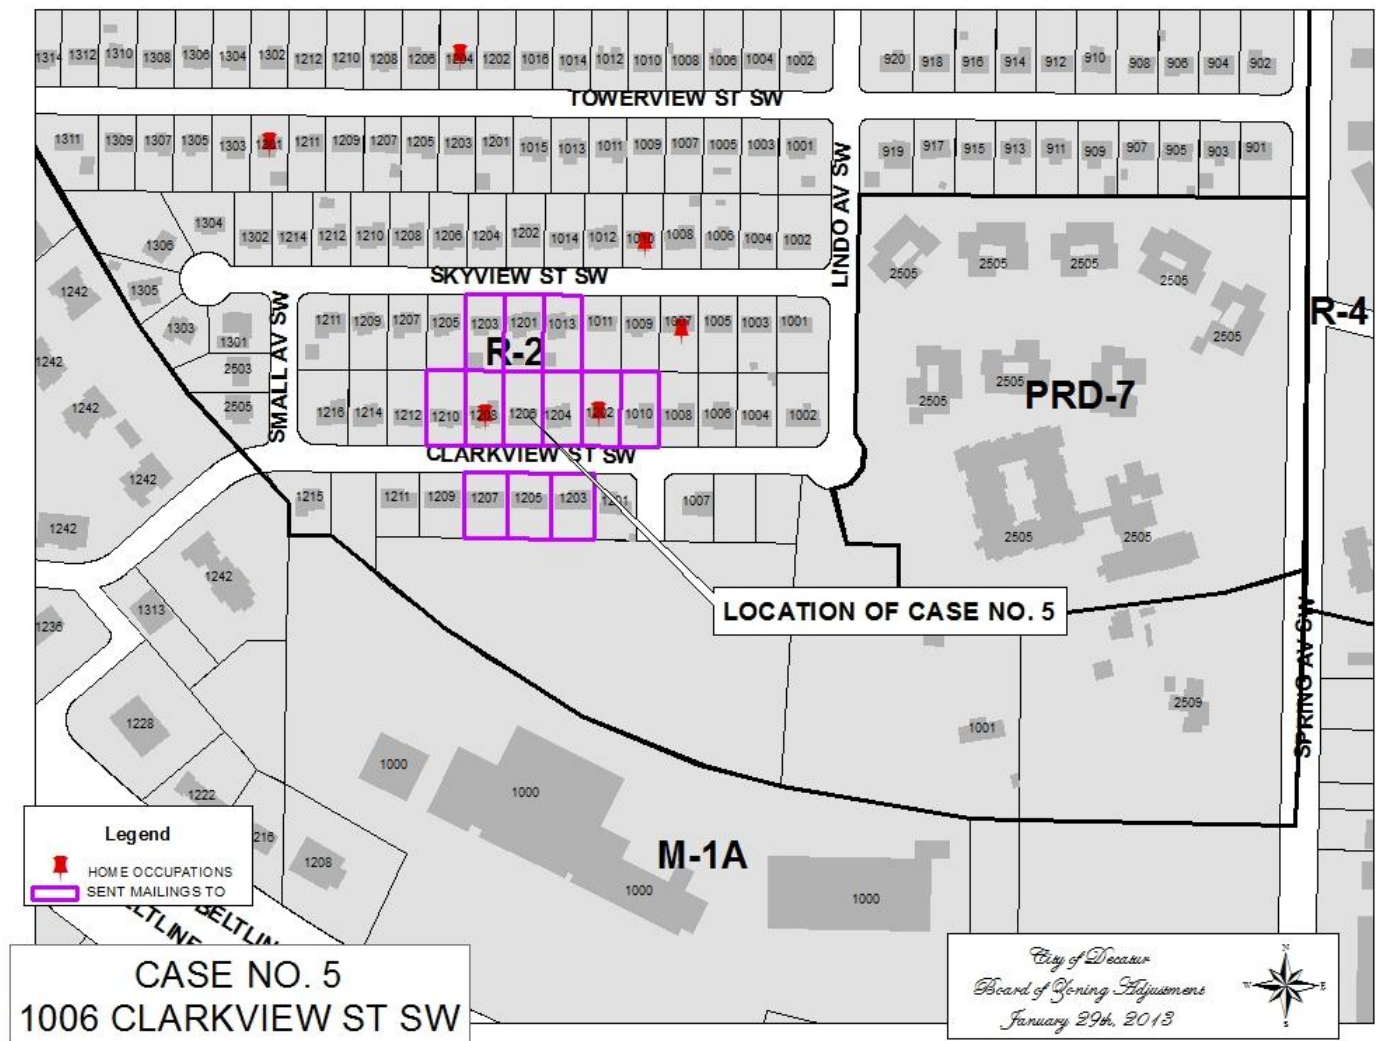 1314 1312 1310 1308 1306 1304 1302 1212 1210 1208 1206 1204 1202 1016 1014 1012 1010 1008 1006 1004 1002 920 918 916 914 912 910 908 906 904 902
TOWERVIEW ST SW
1311 1309 1307 1305 1303 1301 1211 1209 1207 1205 1203 1201 1015 1013 1011 1009 1007 1005 1003 1001 919 917 915 913 911 909 907 905 903 901
LINDO AV SW
1306 1304 1302 1214 1212 1210 1208 1206 1204 1202 1014 1012 1010 1008 1006 1004 1002
2505 2505 2505 2505 2505
SKYVIEW ST SW
1242 1305 1303 1301 2503 2505
SMALL AV SW
1211 1209 1207 1205 1203 1201 1013 1011 1009 1007 1005 1003 1001
R-2
R-4
1242 1242 1242 1242
1216 1214 1212 1210 1208 1206 1204 1202 1010 1008 1006 1004 1002
2505 2505
PRD-7
CLARKVIEW ST SW
1215 1211 1209 1207 1205 1203 1201 1007
2505 2505
1242 1313 1236
LOCATION OF CASE NO. 5
SPRING AV SW
2509
1001
1228
1222
1208
1000
1000
1000
1000
M-1A
Legend
HOME OCCUPATIONS
SENT MAILINGS TO
BELTLIN
CASE NO. 5
1006 CLARKVIEW ST SW
City of Decatur
Board of Zoning Adjustment
January 29th, 2013
N
W E
S